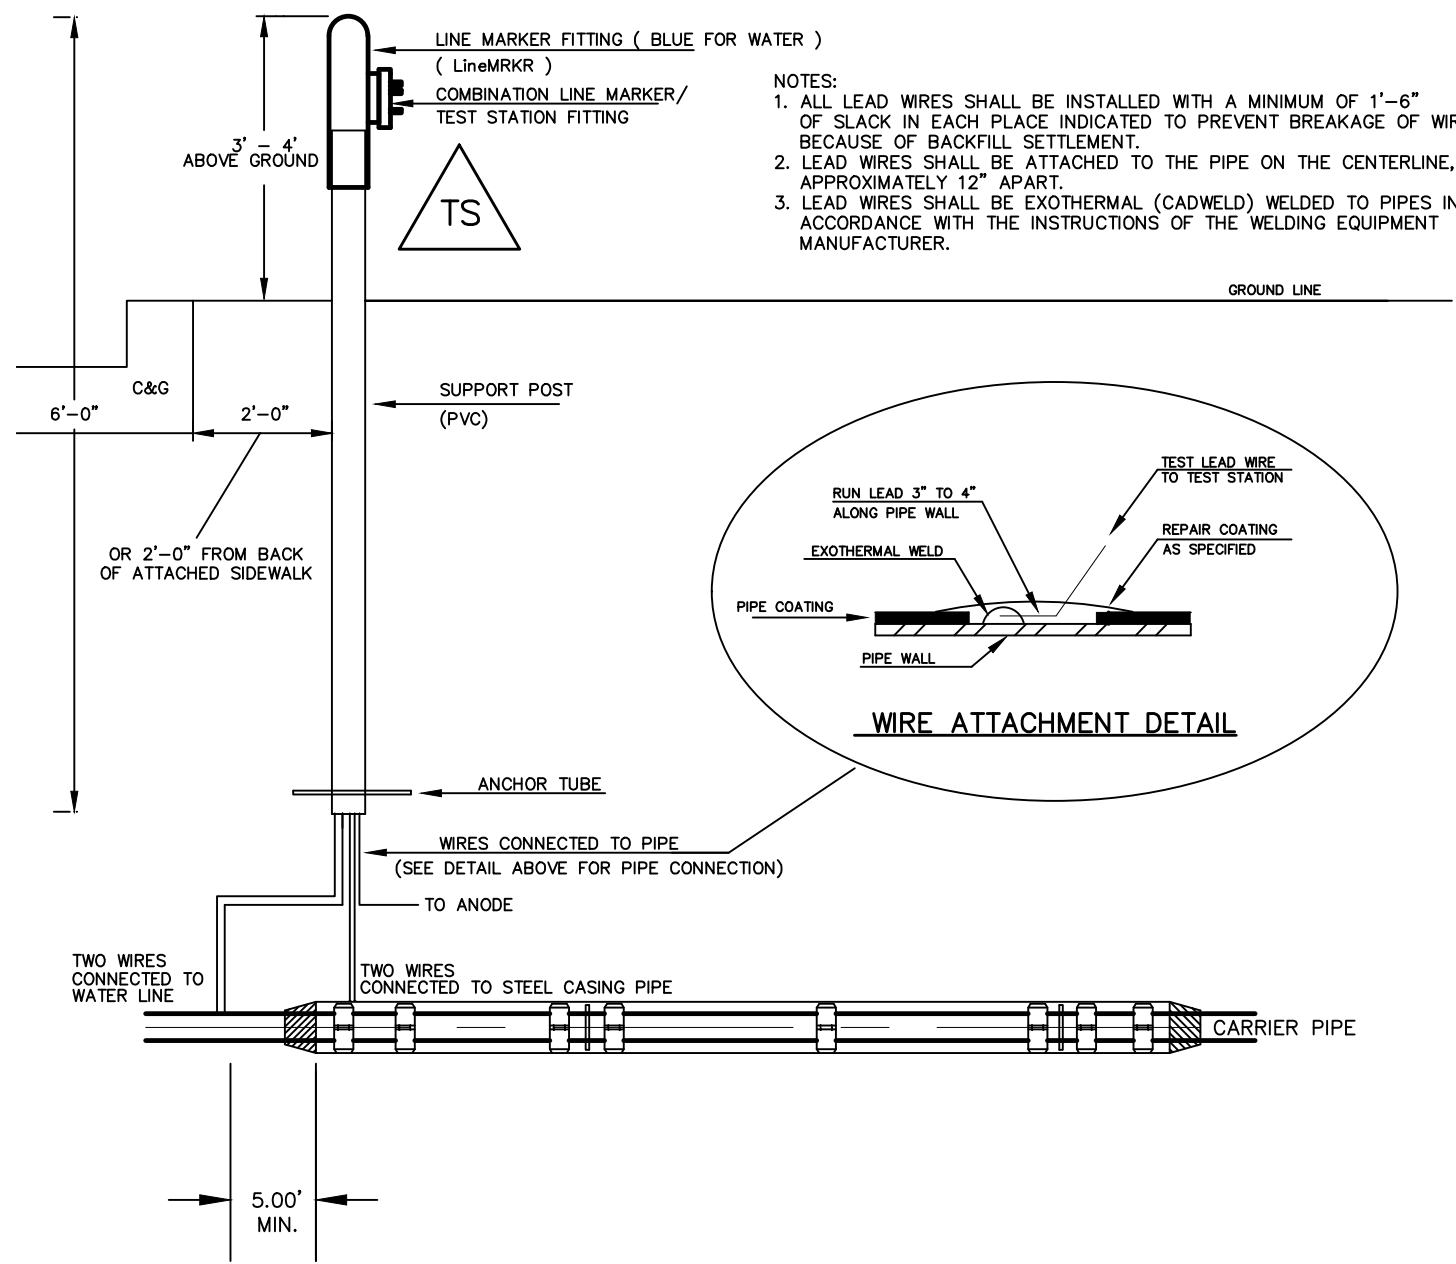 LINE MARKER FITTING ( BLUE FOR WATER )
( LineMRKR )
COMBINATION LINE MARKER/
TEST STATION FITTING
3' - 4'
ABOVE GROUND
TS
NOTES:
1. ALL LEAD WIRES SHALL BE INSTALLED WITH A MINIMUM OF 1'-6"
OF SLACK IN EACH PLACE INDICATED TO PREVENT BREAKAGE OF
BECAUSE OF BACKFILL SETTLEMENT.
2. LEAD WIRES SHALL BE ATTACHED TO THE PIPE ON THE CENTERLINE,
APPROXIMATELY 12" APART.
3. LEAD WIRES SHALL BE EXOTHERMAL (CADWELD) WELDED TO PIPES IN
ACCORDANCE WITH THE INSTRUCTIONS OF THE WELDING EQUIPMENT
MANUFACTURER.
GROUND LINE
C&G
6'-0"
2'-0"
SUPPORT POST
(PVC)
OR 2'-0" FROM BACK
OF ATTACHED SIDEWALK
TEST LEAD WIRE
TO TEST STATION
RUN LEAD 3" TO 4"
ALONG PIPE WALL
REPAIR COATING
AS SPECIFIED
EXOTHERMAL WELD
PIPE COATING
PIPE WALL
WIRE ATTACHMENT DETAIL
ANCHOR TUBE
WIRES CONNECTED TO PIPE
(SEE DETAIL ABOVE FOR PIPE CONNECTION)
TO ANODE
TWO WIRES
CONNECTED TO
WATER LINE
TWO WIRES
CONNECTED TO STEEL CASING PIPE
CARRIER PIPE
5.00'
MIN.